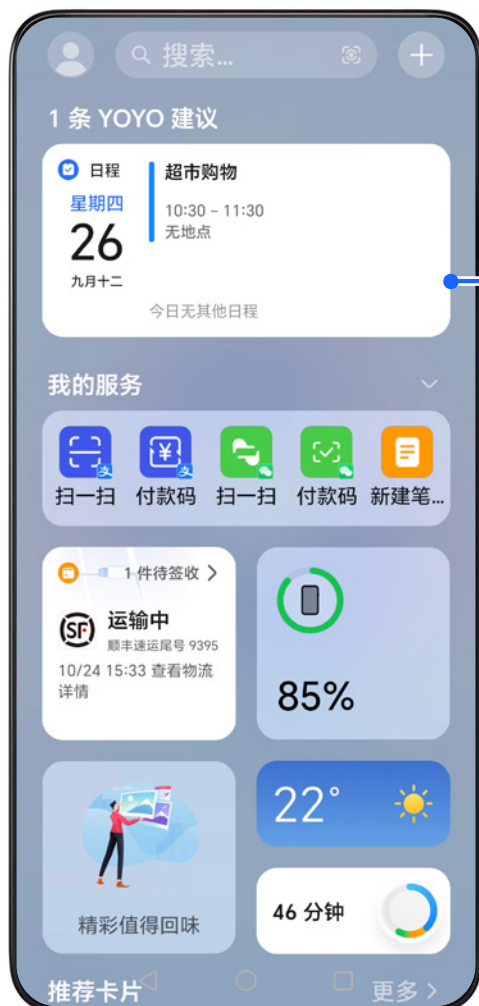 搜索...
1 条 YOYO 建议
日程
星期四
26
九月十二
超市购物
10:30 – 11:30
无地点
今日无其他日程
我的服务
支
支
扫一扫
付款码
扫一扫
付款码
新建笔...
1 件待签收
SF
运输中
顺丰速运尾号 9395
10/24 15:33 查看物流
详情
85%
22°
精彩值得回味
46 分钟
推荐卡片
更多